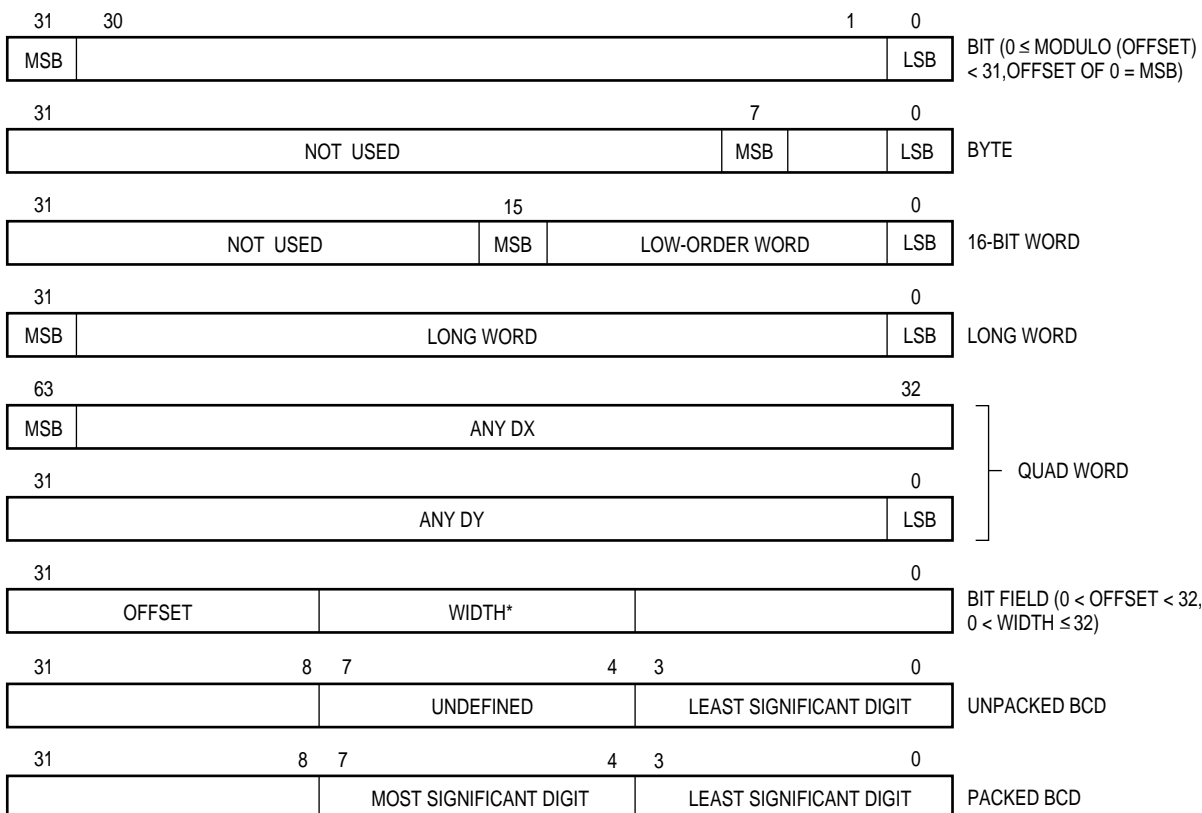 31 30 1 0
MSB LSB BIT (0 ≤ MODULO (OFFSET)
< 31,OFFSET OF 0 = MSB)
31 7 0
NOT USED MSB LSB BYTE
31 15 0
NOT USED MSB LOW-ORDER WORD LSB 16-BIT WORD
31 0
MSB LONG WORD LSB LONG WORD
63 32
MSB ANY DX
QUAD WORD
31 0
ANY DY LSB
31 0
OFFSET WIDTH* BIT FIELD (0 < OFFSET < 32,
0 < WIDTH ≤ 32)
31 8 7 4 3 0
UNDEFINED LEAST SIGNIFICANT DIGIT UNPACKED BCD
31 8 7 4 3 0
MOST SIGNIFICANT DIGIT LEAST SIGNIFICANT DIGIT PACKED BCD